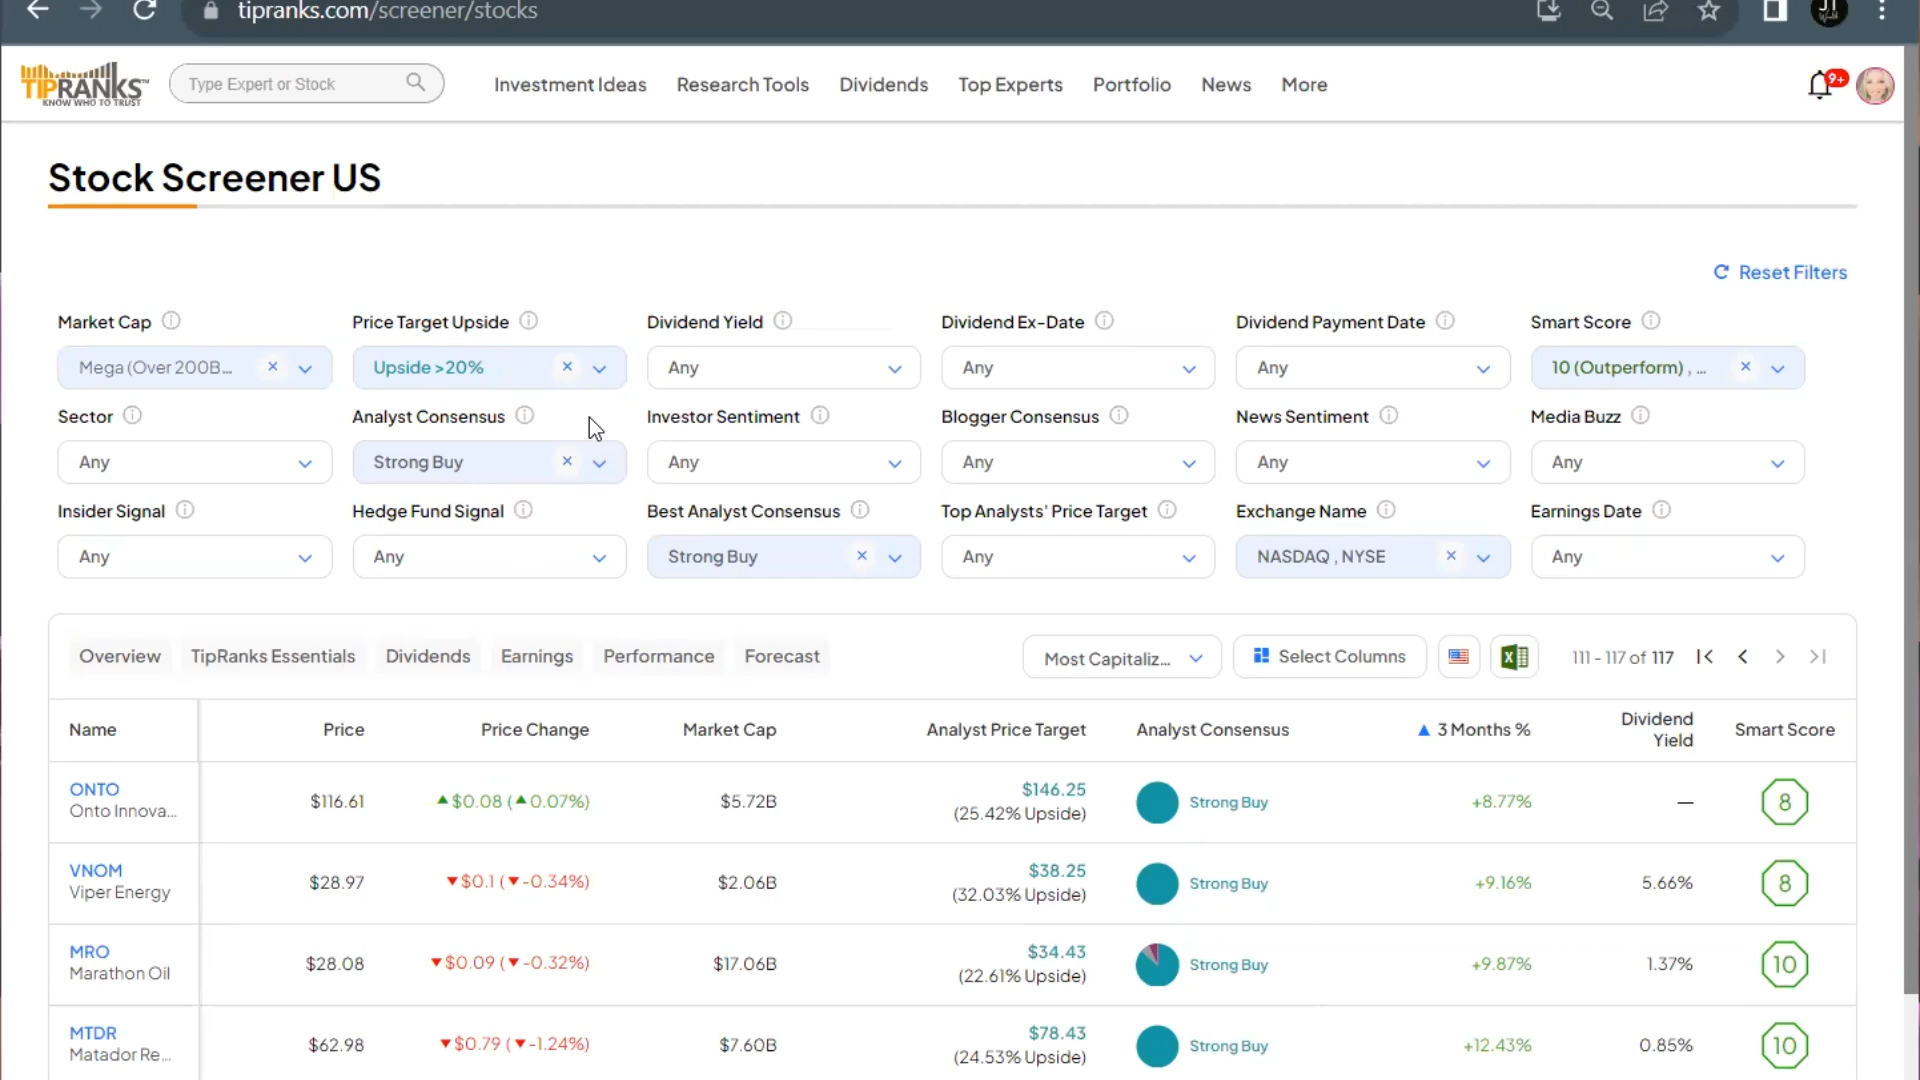 tipranks.com/screener/stocks
TIPRANKS™
KNOW WHO TO TRUST
Type Expert or Stock
Investment Ideas
Research Tools
Dividends
Top Experts
Portfolio
News
More
9+
Stock Screener US
Reset Filters
Market Cap
Price Target Upside
Dividend Yield
Dividend Ex-Date
Dividend Payment Date
Smart Score
Mega (Over 200B...
Upside >20%
Any
Any
Any
10 (Outperform) , ...
Sector
Analyst Consensus
Investor Sentiment
Blogger Consensus
News Sentiment
Media Buzz
Any
Strong Buy
Any
Any
Any
Any
Insider Signal
Hedge Fund Signal
Best Analyst Consensus
Top Analysts' Price Target
Exchange Name
Earnings Date
Any
Any
Strong Buy
Any
NASDAQ , NYSE
Any
Overview
TipRanks Essentials
Dividends
Earnings
Performance
Forecast
Most Capitaliz...
Select Columns
111 - 117 of 117
Name
Price
Price Change
Market Cap
Analyst Price Target
Analyst Consensus
▲ 3 Months %
Dividend
Yield
Smart Score
ONTO
Onto Innova...
$116.61
▲$0.08 (▲0.07%)
$5.72B
$146.25
(25.42% Upside)
Strong Buy
+8.77%
—
8
VNOM
Viper Energy
$28.97
▼$0.1 (▼-0.34%)
$2.06B
$38.25
(32.03% Upside)
Strong Buy
+9.16%
5.66%
8
MRO
Marathon Oil
$28.08
▼$0.09 (▼-0.32%)
$17.06B
$34.43
(22.61% Upside)
Strong Buy
+9.87%
1.37%
10
MTDR
Matador Re...
$62.98
▼$0.79 (▼-1.24%)
$7.60B
$78.43
(24.53% Upside)
Strong Buy
+12.43%
0.85%
10